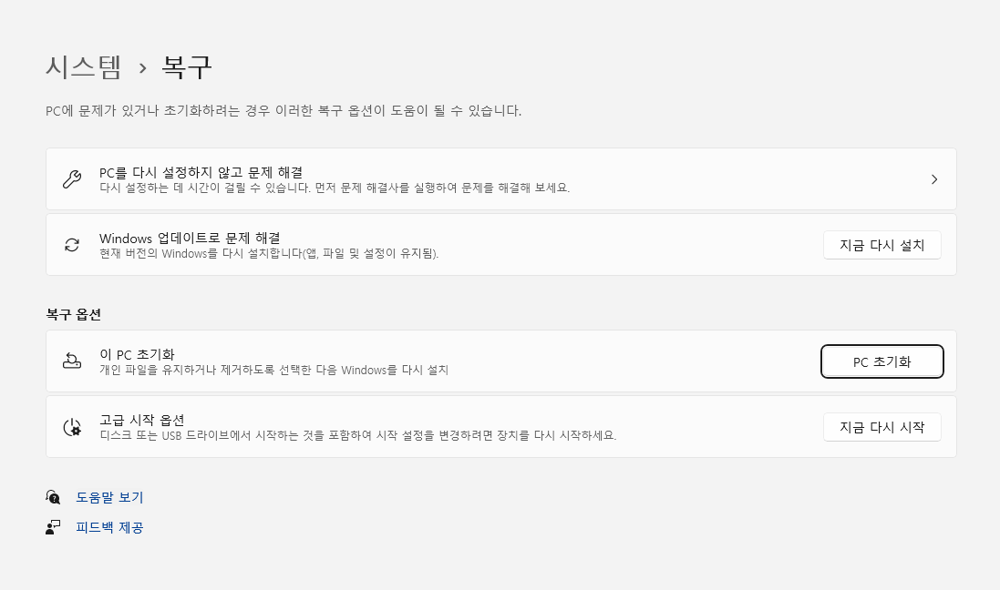 시스템 › 복구
PC에 문제가 있거나 초기화하려는 경우 이러한 복구 옵션이 도움이 될 수 있습니다.
PC를 다시 설정하지 않고 문제 해결
다시 설정하는 데 시간이 걸릴 수 있습니다. 먼저 문제 해결사를 실행하여 문제를 해결해 보세요.
Windows 업데이트로 문제 해결
현재 버전의 Windows를 다시 설치합니다(앱, 파일 및 설정이 유지됨).
지금 다시 설치
복구 옵션
이 PC 초기화
개인 파일을 유지하거나 제거하도록 선택한 다음 Windows를 다시 설치
PC 초기화
고급 시작 옵션
디스크 또는 USB 드라이브에서 시작하는 것을 포함하여 시작 설정을 변경하려면 장치를 다시 시작하세요.
지금 다시 시작
도움말 보기
피드백 제공